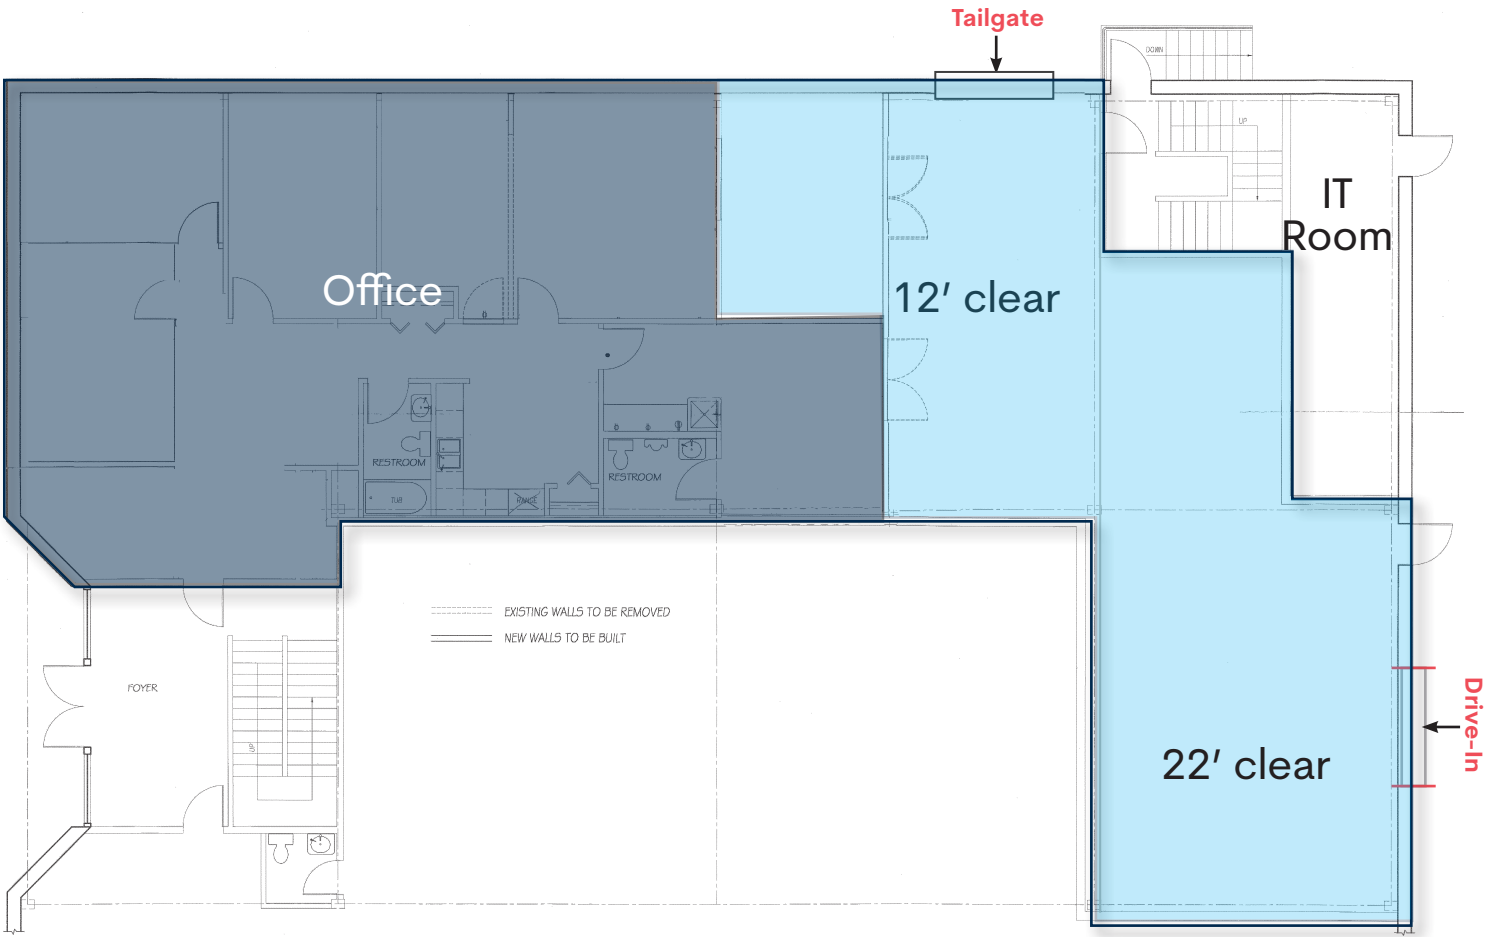 Tailgate
DOWN
UP
IT
Room
Office
12′ clear
RESTROOM
RESTROOM
TUB
RANGE
EXISTING WALLS TO BE REMOVED
NEW WALLS TO BE BUILT
FOYER
UP
Drive-In
22′ clear